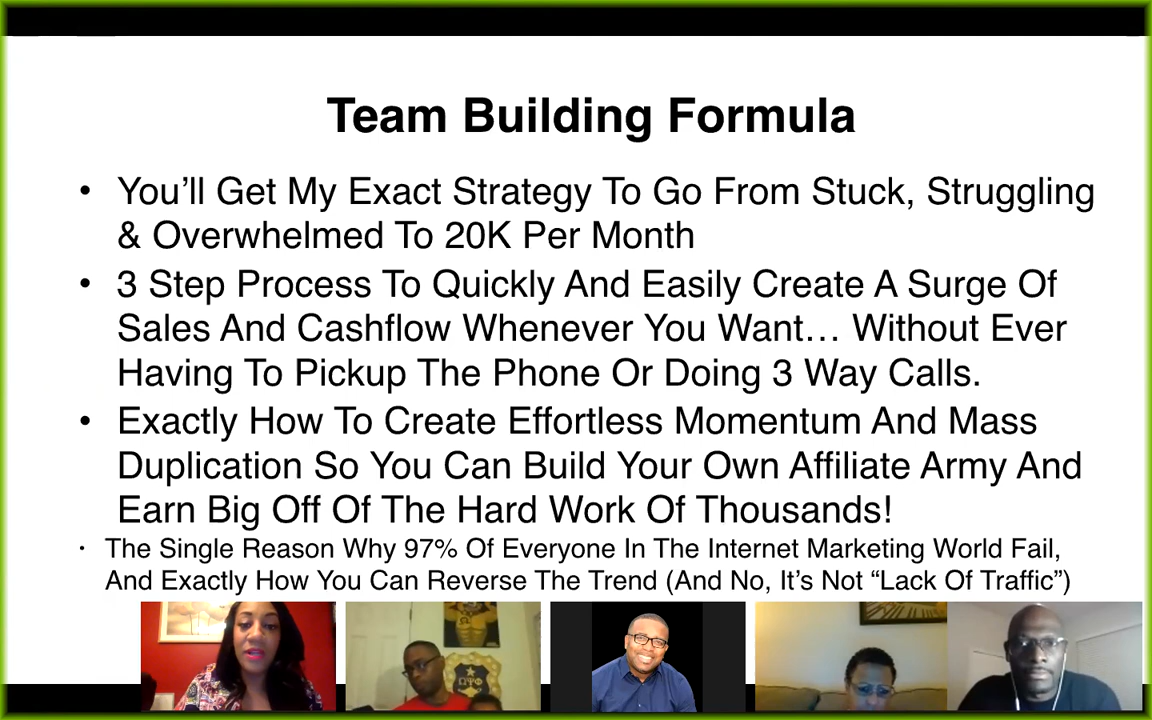 Team Building Formula
• You’ll Get My Exact Strategy To Go From Stuck, Struggling
& Overwhelmed To 20K Per Month
• 3 Step Process To Quickly And Easily Create A Surge Of
Sales And Cashflow Whenever You Want… Without Ever
Having To Pickup The Phone Or Doing 3 Way Calls.
• Exactly How To Create Effortless Momentum And Mass
Duplication So You Can Build Your Own Affiliate Army And
Earn Big Off Of The Hard Work Of Thousands!
• The Single Reason Why 97% Of Everyone In The Internet Marketing World Fail,
And Exactly How You Can Reverse The Trend (And No, It’s Not “Lack Of Traffic”)
ΩΨΦ